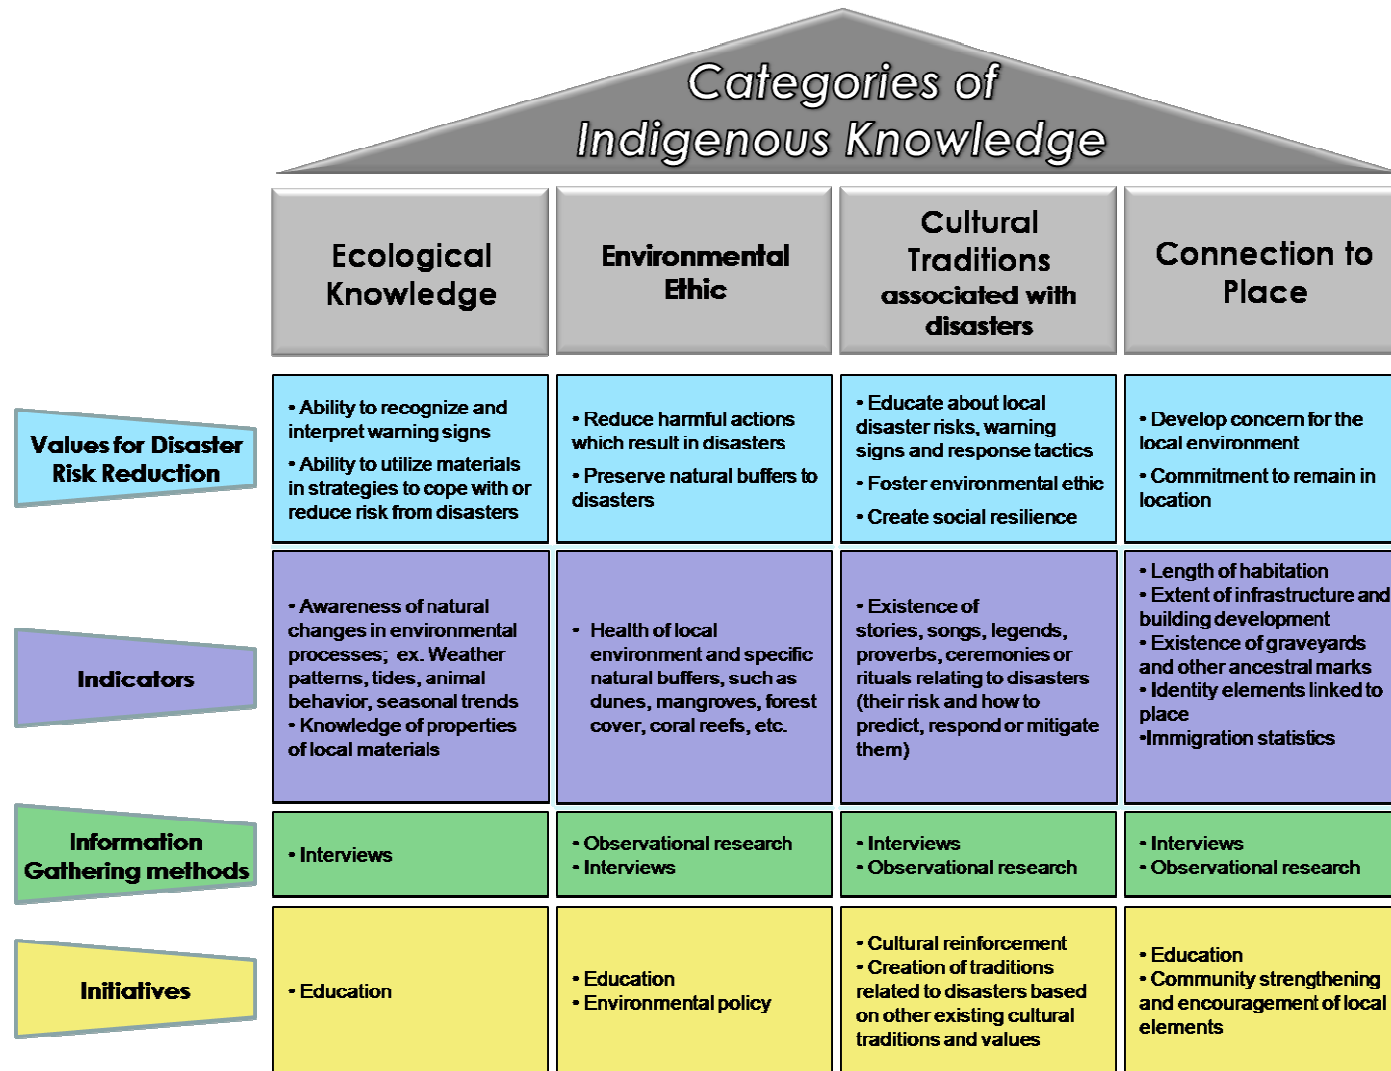 Categories of
Indigenous Knowledge
Ecological
Knowledge
Environmental
Ethic
Cultural
Traditions
associated with
disasters
Connection to
Place
Values for Disaster
Risk Reduction
• Ability to recognize and
interpret warning signs
• Ability to utilize materials
in strategies to cope with or
reduce risk from disasters
• Reduce harmful actions
which result in disasters
• Preserve natural buffers to
disasters
• Educate about local
disaster risks, warning
signs and response tactics
• Foster environmental ethic
• Create social resilience
• Develop concern for the
local environment
• Commitment to remain in
location
Indicators
• Awareness of natural
changes in environmental
processes; ex. Weather
patterns, tides, animal
behavior, seasonal trends
• Knowledge of properties
of local materials
• Health of local
environment and specific
natural buffers, such as
dunes, mangroves, forest
cover, coral reefs, etc.
• Existence of
stories, songs, legends,
proverbs, ceremonies or
rituals relating to disasters
(their risk and how to
predict, respond or mitigate
them)
• Length of habitation
• Extent of infrastructure and
building development
• Existence of graveyards
and other ancestral marks
• Identity elements linked to
place
•Immigration statistics
Information
Gathering methods
• Interviews
• Observational research
• Interviews
• Interviews
• Observational research
• Interviews
• Observational research
Initiatives
• Education
• Education
• Environmental policy
• Cultural reinforcement
• Creation of traditions
related to disasters based
on other existing cultural
traditions and values
• Education
• Community strengthening
and encouragement of local
elements